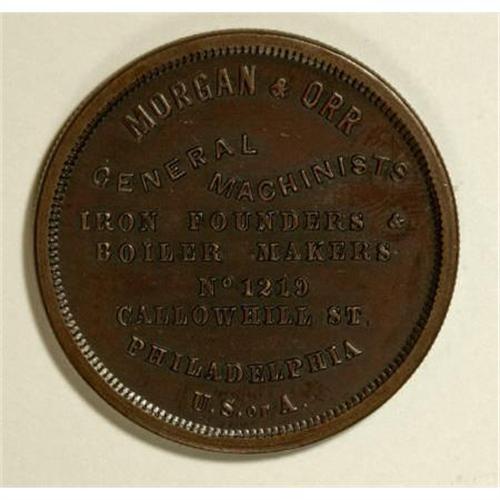 MORGAN & ORR
GENERAL MACHINISTS
IRON FOUNDERS &
BOILER MAKERS
No 1219
CALLOWHILL ST.
PHILADELPHIA
U.S. OF A.